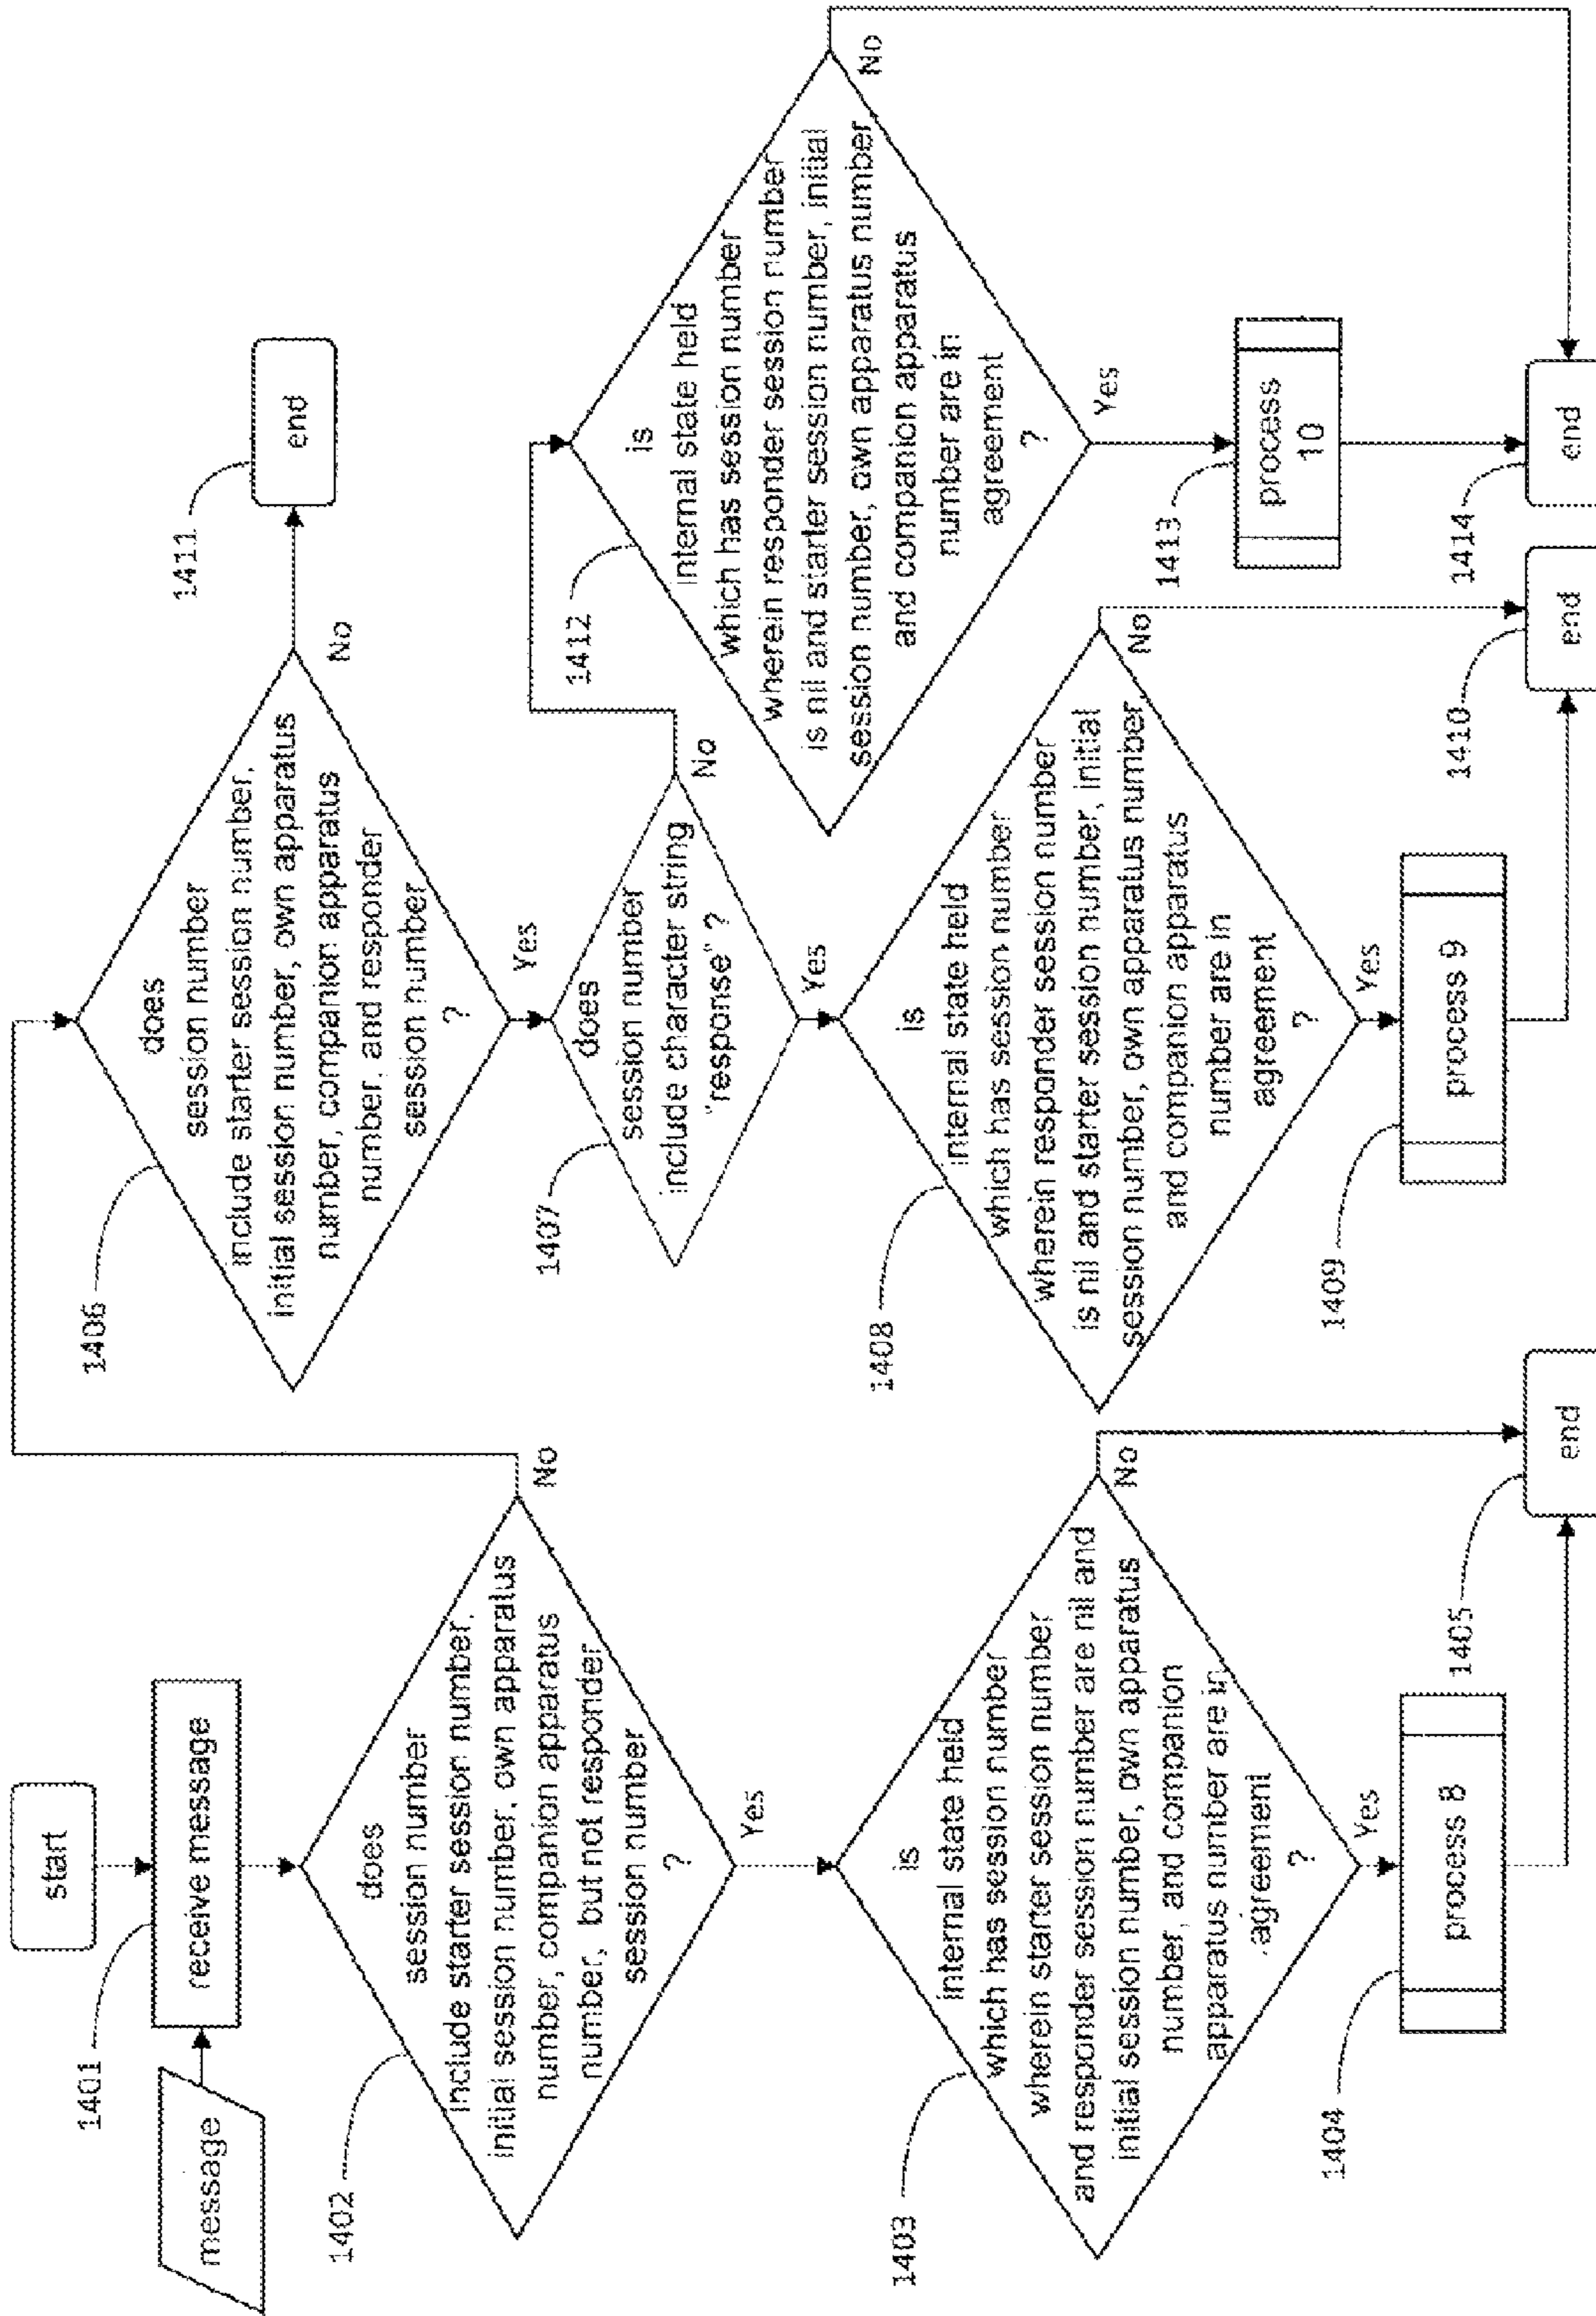 start
1401
message
receive message
1402
does
session number
include starter session number,
initial session number, own apparatus
number, companion apparatus
number, but not responder
session number
?
No
Yes
1403
is
internal state held
which has session number
wherein starter session number
and responder session number are nil and
initial session number, own apparatus
number, and companion
apparatus number are in
agreement
?
No
Yes
1404
process 8
1405
end
1406
does
session number
include starter session number,
initial session number, own apparatus
number, companion apparatus
number, and responder
session number
?
No
Yes
1411
end
1407
does
session number
include character string
"response" ?
No
Yes
1408
is
internal state held
which has session number
wherein responder session number
is nil and starter session number, initial
session number, own apparatus number,
and companion apparatus
number are in
agreement
?
No
Yes
1409
process 9
1410
end
1412
is
internal state held
which has session number
wherein responder session number
is nil and starter session number, initial
session number, own apparatus number
and companion apparatus
number are in
agreement
?
No
Yes
1413
process
10
1414
end